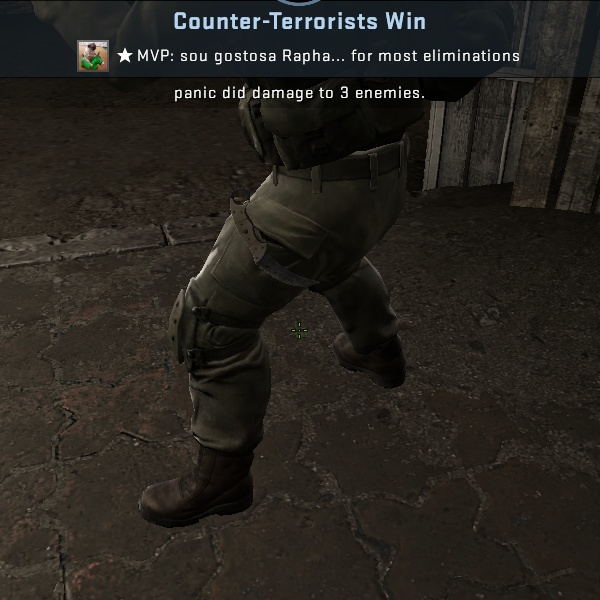 Counter-Terrorists Win
★ MVP: sou gostosa Rapha... for most eliminations
panic did damage to 3 enemies.